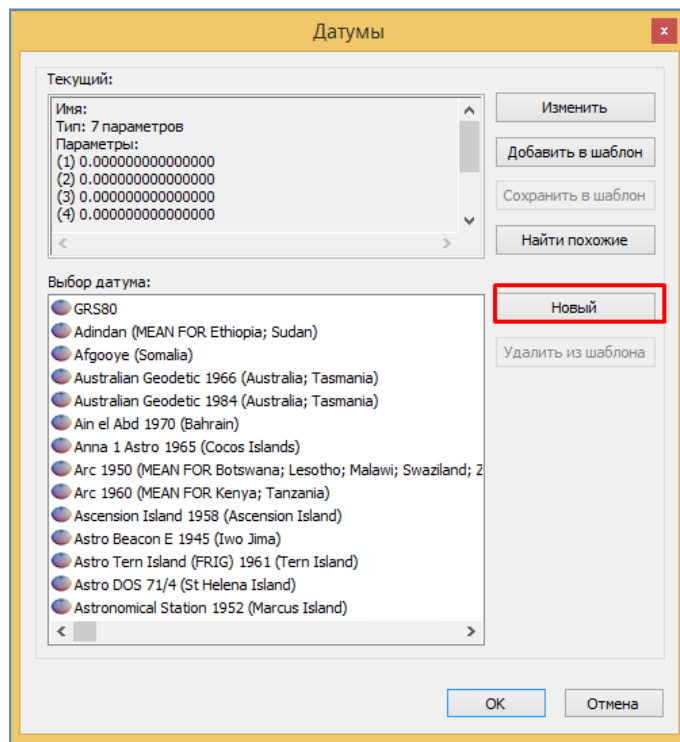 Датумы
x
Текущий:
Имя:
Тип: 7 параметров
Параметры:
(1) 0.000000000000000
(2) 0.000000000000000
(3) 0.000000000000000
(4) 0.000000000000000
Изменить
Добавить в шаблон
Сохранить в шаблон
Найти похожие
Выбор датума:
GRS80
Adindan (MEAN FOR Ethiopia; Sudan)
Afgooye (Somalia)
Australian Geodetic 1966 (Australia; Tasmania)
Australian Geodetic 1984 (Australia; Tasmania)
Ain el Abd 1970 (Bahrain)
Anna 1 Astro 1965 (Cocos Islands)
Arc 1950 (MEAN FOR Botswana; Lesotho; Malawi; Swaziland; Z
Arc 1960 (MEAN FOR Kenya; Tanzania)
Ascension Island 1958 (Ascension Island)
Astro Beacon E 1945 (Iwo Jima)
Astro Tern Island (FRIG) 1961 (Tern Island)
Astro DOS 71/4 (St Helena Island)
Astronomical Station 1952 (Marcus Island)
Новый
Удалить из шаблона
OK
Отмена